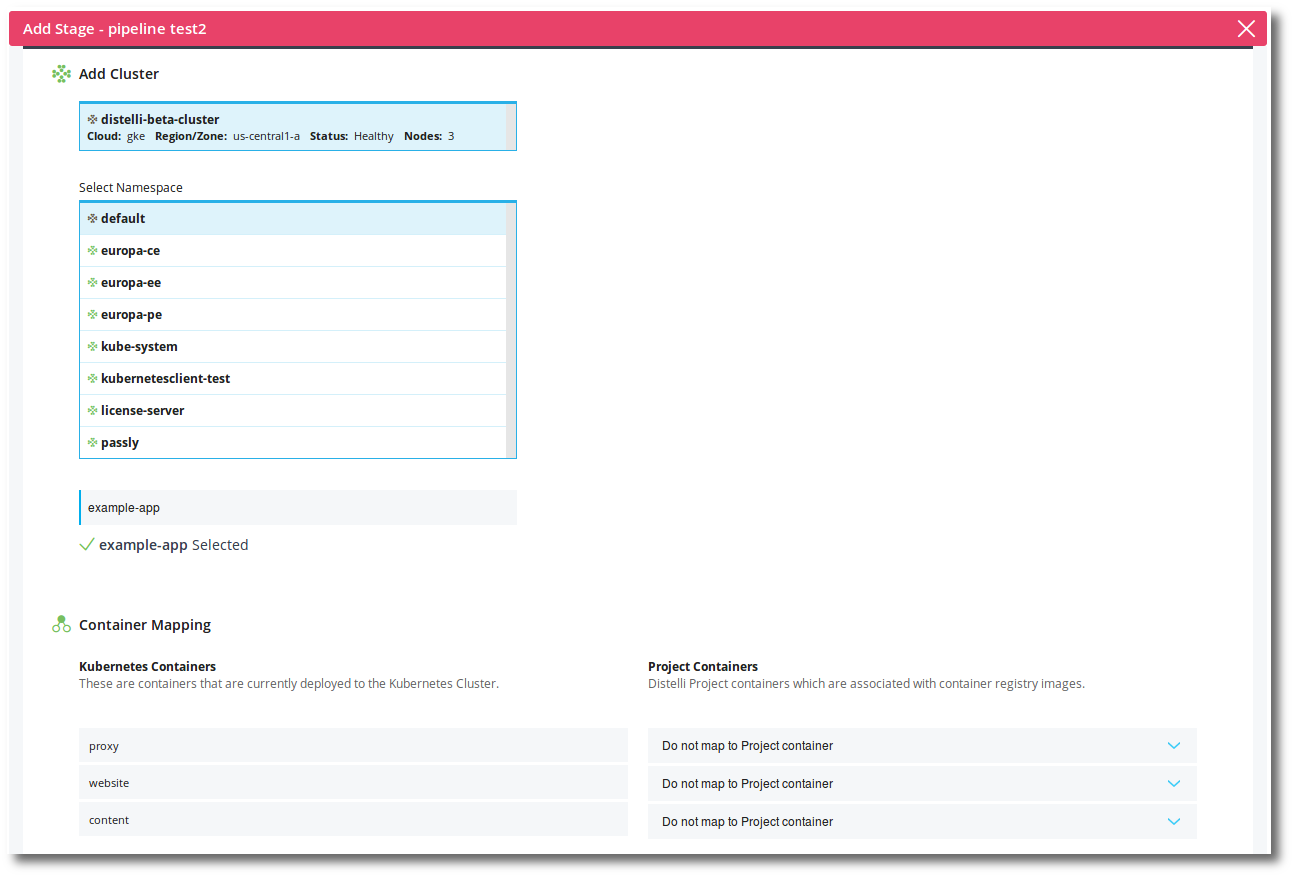 Add Stage - pipeline test2
Add Cluster
distelli-beta-cluster
Cloud: gke Region/Zone: us-central1-a Status: Healthy Nodes: 3
Select Namespace
default
europa-ce
europa-ee
europa-pe
kube-system
kubernetesclient-test
license-server
passly
example-app
example-app Selected
Container Mapping
Kubernetes Containers
These are containers that are currently deployed to the Kubernetes Cluster.
Project Containers
Distelli Project containers which are associated with container registry images.
proxy
Do not map to Project container
website
Do not map to Project container
content
Do not map to Project container